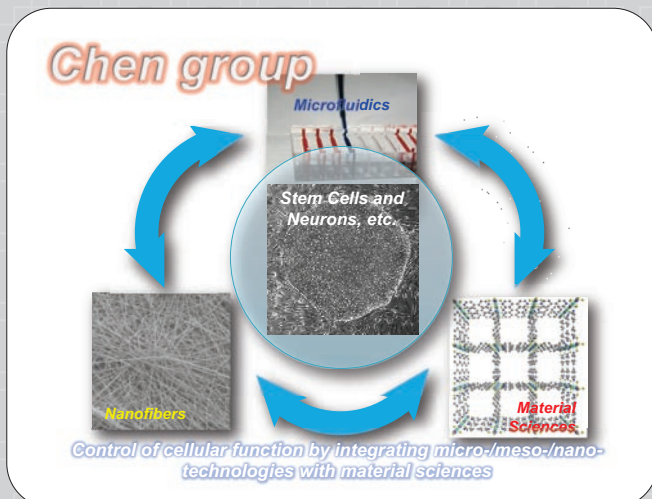 Chen group
Microfluidics
Stem Cells and
Neurons, etc.
Nanofibers
Material
Sciences
Control of cellular function by integrating micro-/meso-/nano-
technologies with material sciences